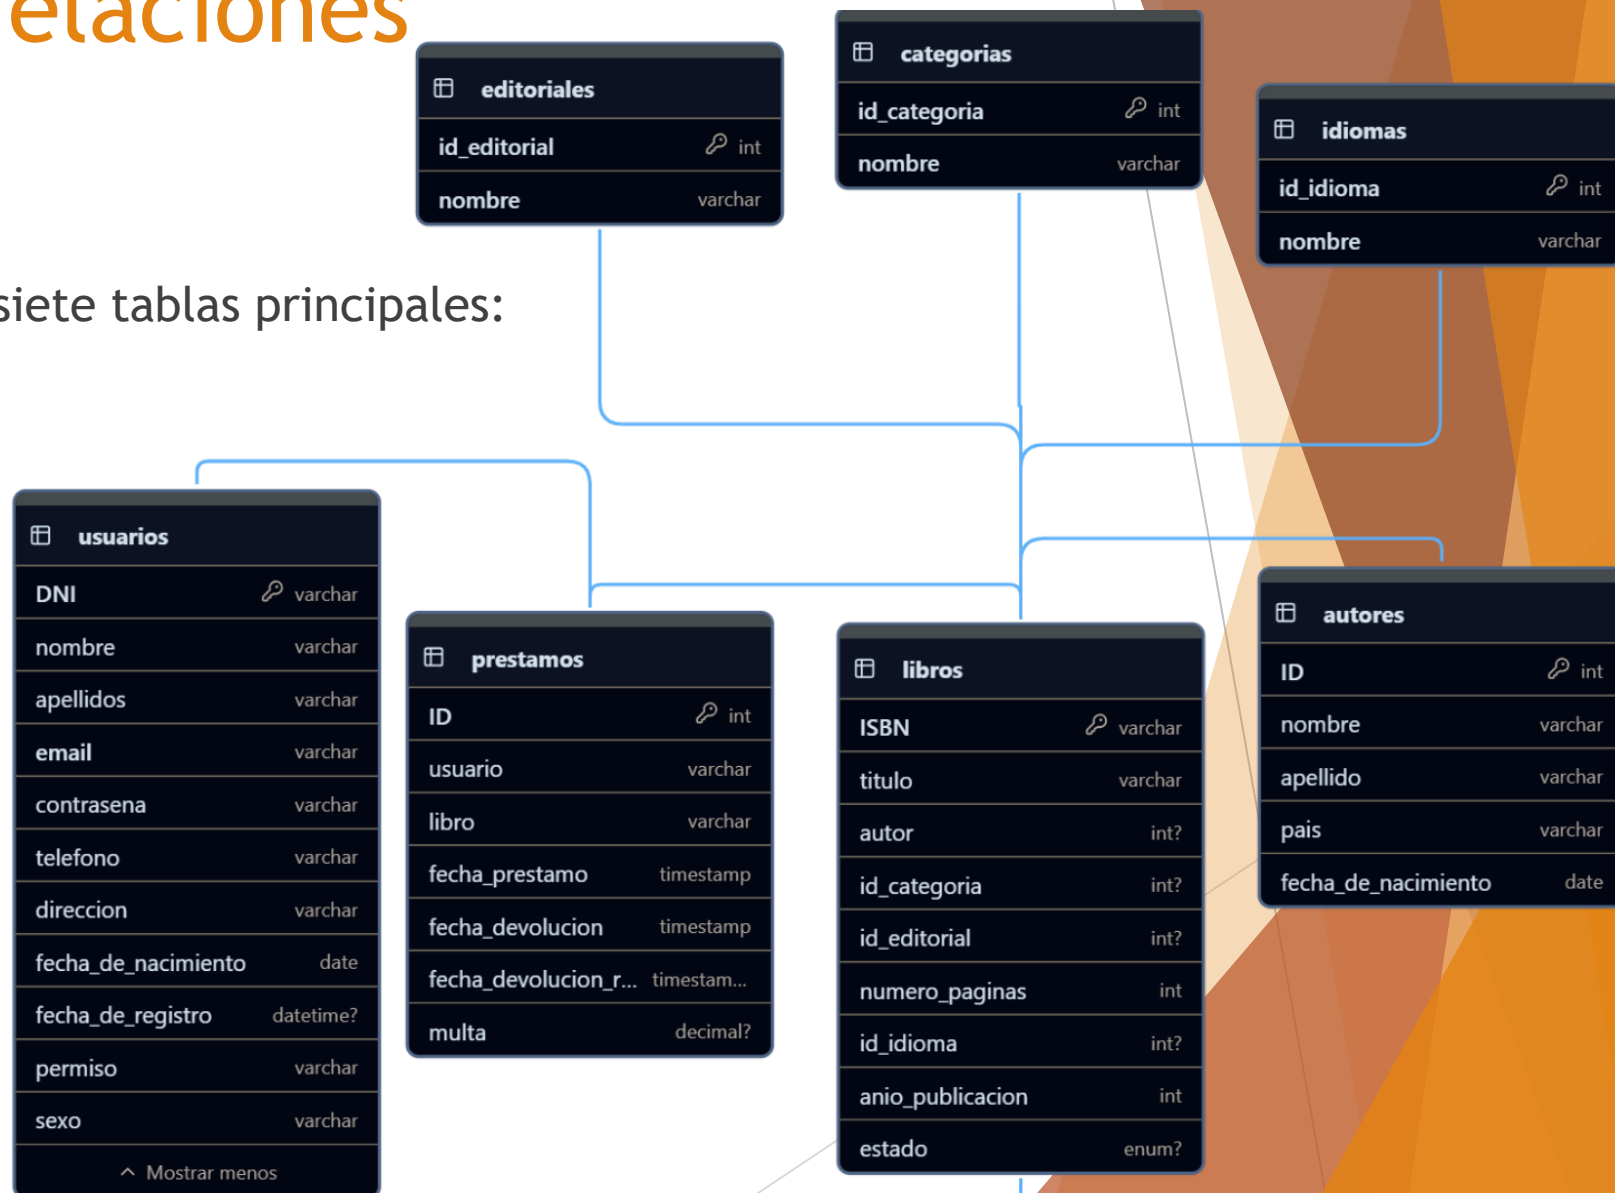 elaciones
siete tablas principales:
editoriales
id_editorial int
nombre varchar
categorias
id_categoria int
nombre varchar
idiomas
id_idioma int
nombre varchar
usuarios
DNI varchar
nombre varchar
apellidos varchar
email varchar
contrasena varchar
telefono varchar
direccion varchar
fecha_de_nacimiento date
fecha_de_registro datetime?
permiso varchar
sexo varchar
Mostrar menos
prestamos
ID int
usuario varchar
libro varchar
fecha_prestamo timestamp
fecha_devolucion timestamp
fecha_devolucion_r... timestam...
multa decimal?
libros
ISBN varchar
titulo varchar
autor int?
id_categoria int?
id_editorial int?
numero_paginas int
id_idioma int?
anio_publicacion int
estado enum?
autores
ID int
nombre varchar
apellido varchar
pais varchar
fecha_de_nacimiento date